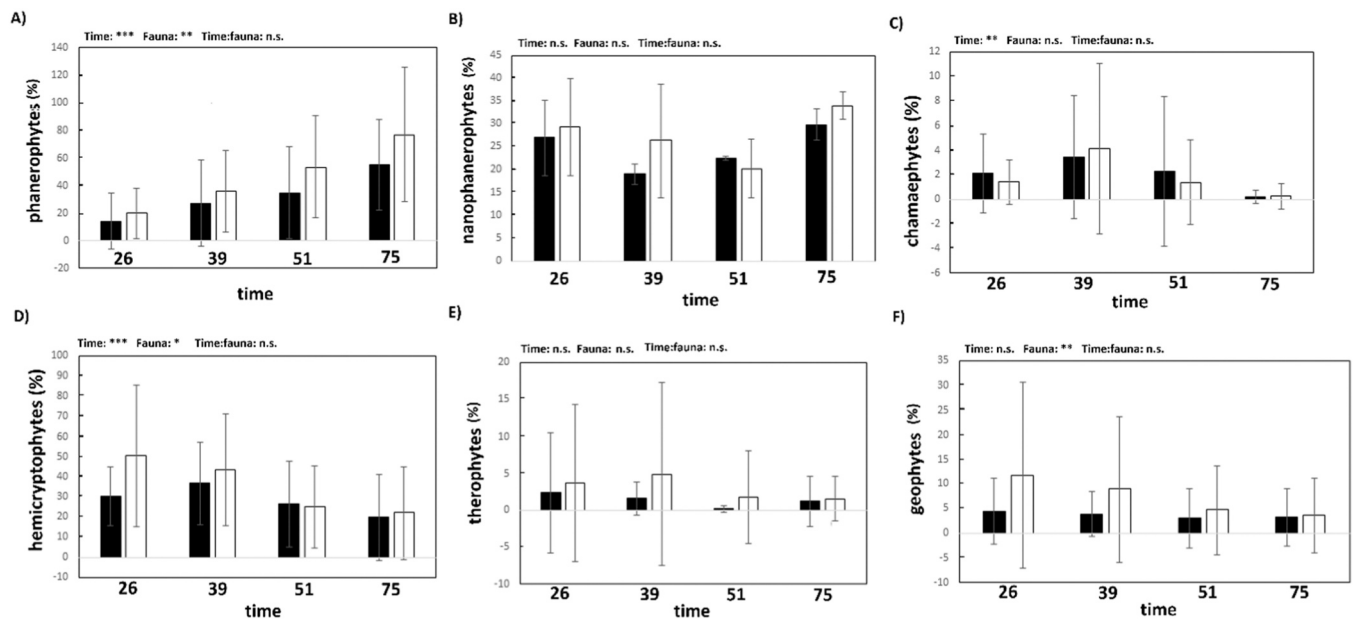 A)
Time: *** Fauna: ** Time:fauna: n.s.
phanerophytes (%)
140
120
100
80
60
40
20
0
-20
26 39 51 75
time
B)
Time: n.s. Fauna: n.s. Time:fauna: n.s.
nanophanerophytes (%)
45
40
35
30
25
20
15
10
5
0
26 39 51 75
time
C)
Time: ** Fauna: n.s. Time:fauna: n.s.
chamaephytes (%)
12
10
8
6
4
2
0
-2
-4
-6
26 39 51 75
time
D)
Time: *** Fauna: * Time:fauna: n.s.
hemicryptophytes (%)
100
90
80
70
60
50
40
30
20
10
0
-10
26 39 51 75
time
E)
Time: n.s. Fauna: n.s. Time:fauna: n.s.
therophytes (%)
20
15
10
5
0
-5
-10
26 39 51 75
time
F)
Time: n.s. Fauna: ** Time:fauna: n.s.
geophytes (%)
35
30
25
20
15
10
5
0
-5
-10
26 39 51 75
time